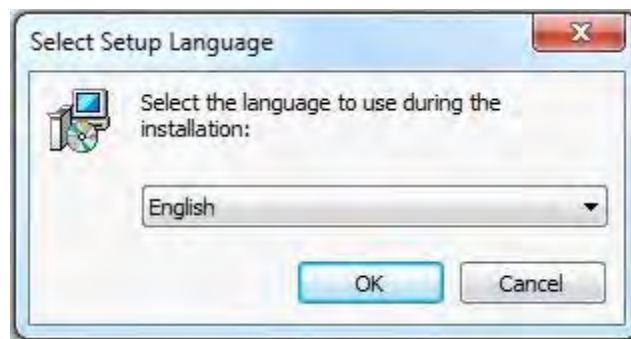 Select Setup Language
Select the language to use during the
installation:
English
OK
Cancel